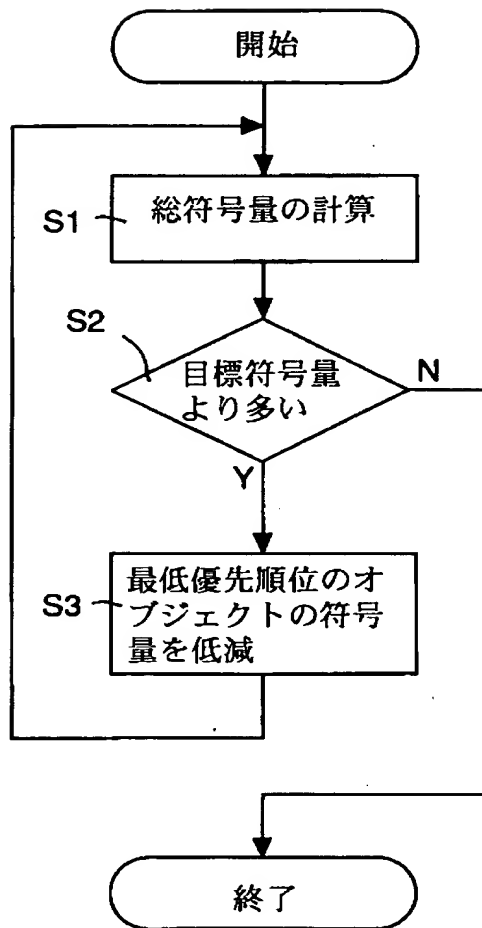 開始
S1
総符号量の計算
S2
目標符号量
より多い
N
Y
S3
最低優先順位のオ
ブジェクトの符号
量を低減
終了